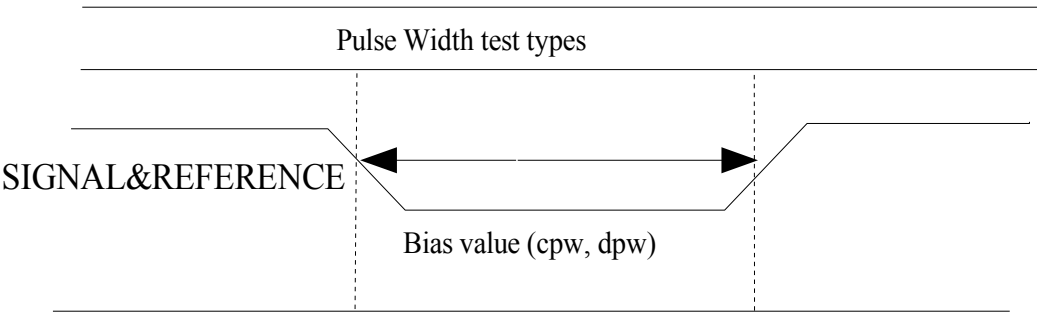 Pulse Width test types
SIGNAL&REFERENCE
Bias value (cpw, dpw)